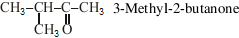 CH₃–CH–C–CH₃ 3-Methyl-2-butanone
CH₃ O